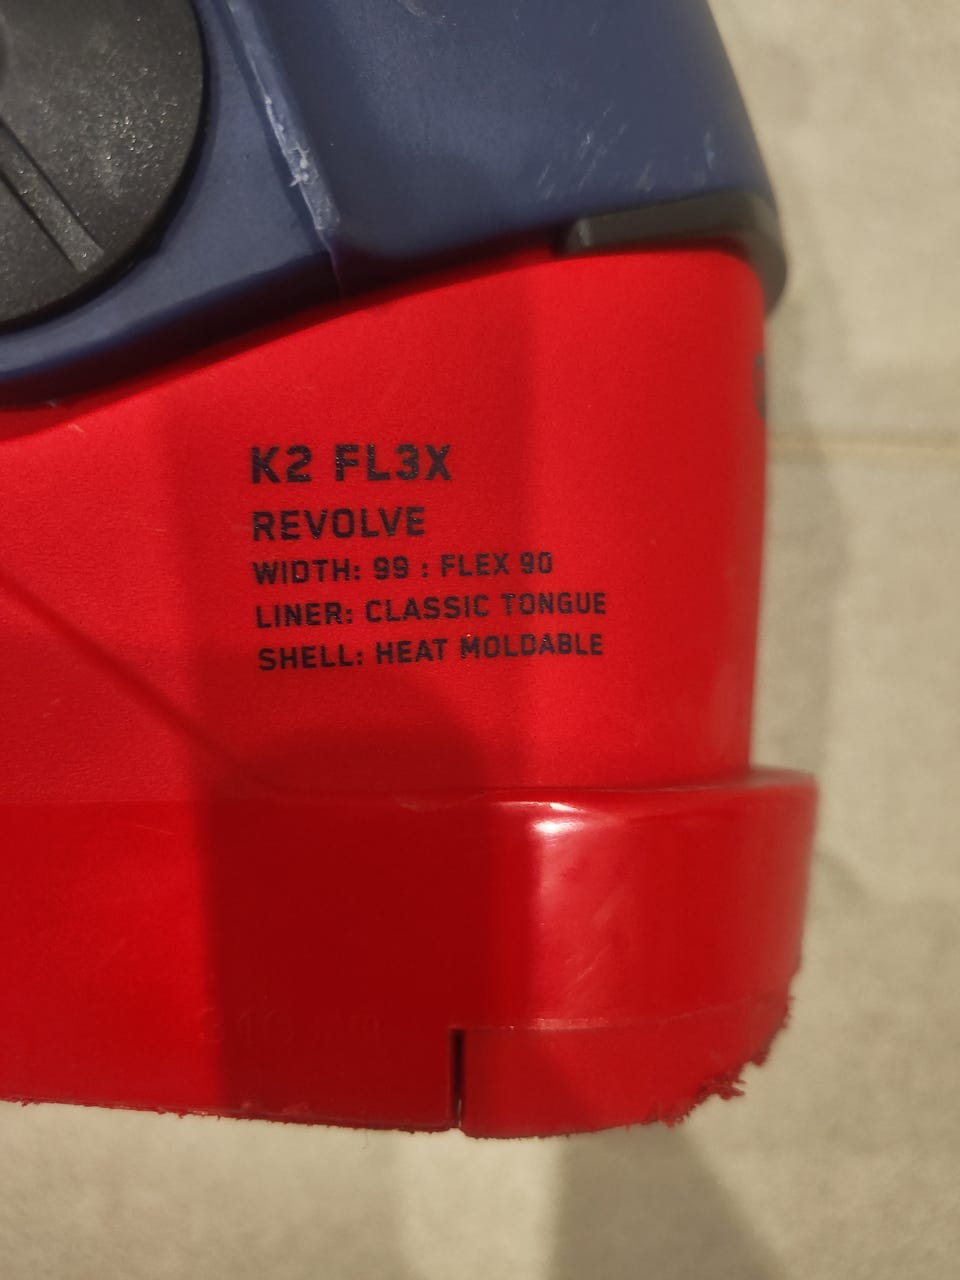 K2 FL3X
REVOLVE
WIDTH: 99 : FLEX 90
LINER: CLASSIC TONGUE
SHELL: HEAT MOLDABLE